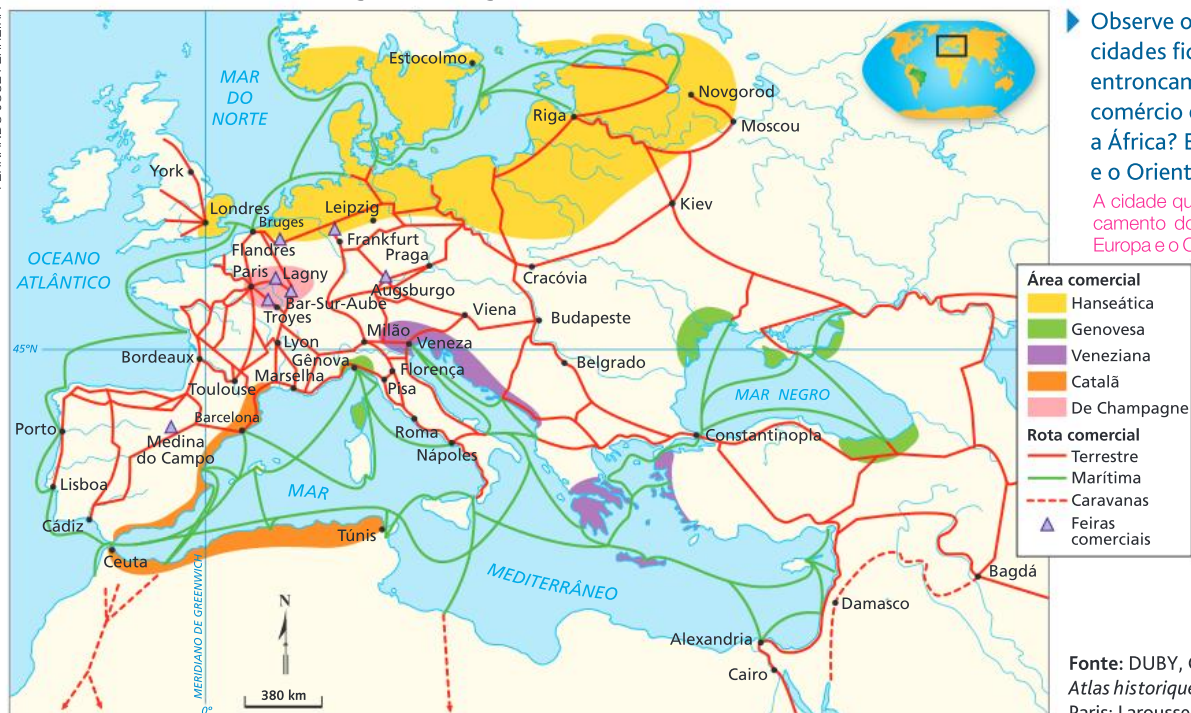 Estocolmo
MAR
DO
NORTE
Novgorod
Riga
Moscou
York
Londres
Bruges
Leipzig
Kiev
Flandres
Frankfurt
Praga
OCEANO
ATLÂNTICO
Paris
Lagny
Cracóvia
Augsburgo
Bar-Sur-Aube
Troyes
Viena
Budapeste
Milão
Lyon
Veneza
45°N
Bordeaux
Gênova
Belgrado
Florença
Marselha
Toulouse
Pisa
MAR NEGRO
Barcelona
Porto
Roma
Medina
do Campo
Constantinopla
Nápoles
Lisboa
MAR
Cádiz
Túnis
Ceuta
MEDITERRÂNEO
Bagdá
MERIDIANO DE GREENWICH
N
Damasco
Alexandria
Cairo
380 km
0°
Observe o
cidades fic
entroncan
comércio
a África? E
e o Orient
A cidade qu
camento do
Europa e o
Área comercial
Hanseática
Genovesa
Veneziana
Catalã
De Champagne
Rota comercial
Terrestre
Marítima
Caravanas
Feiras
comerciais
Fonte: DUBY,
Atlas historique
Paris: Larousse